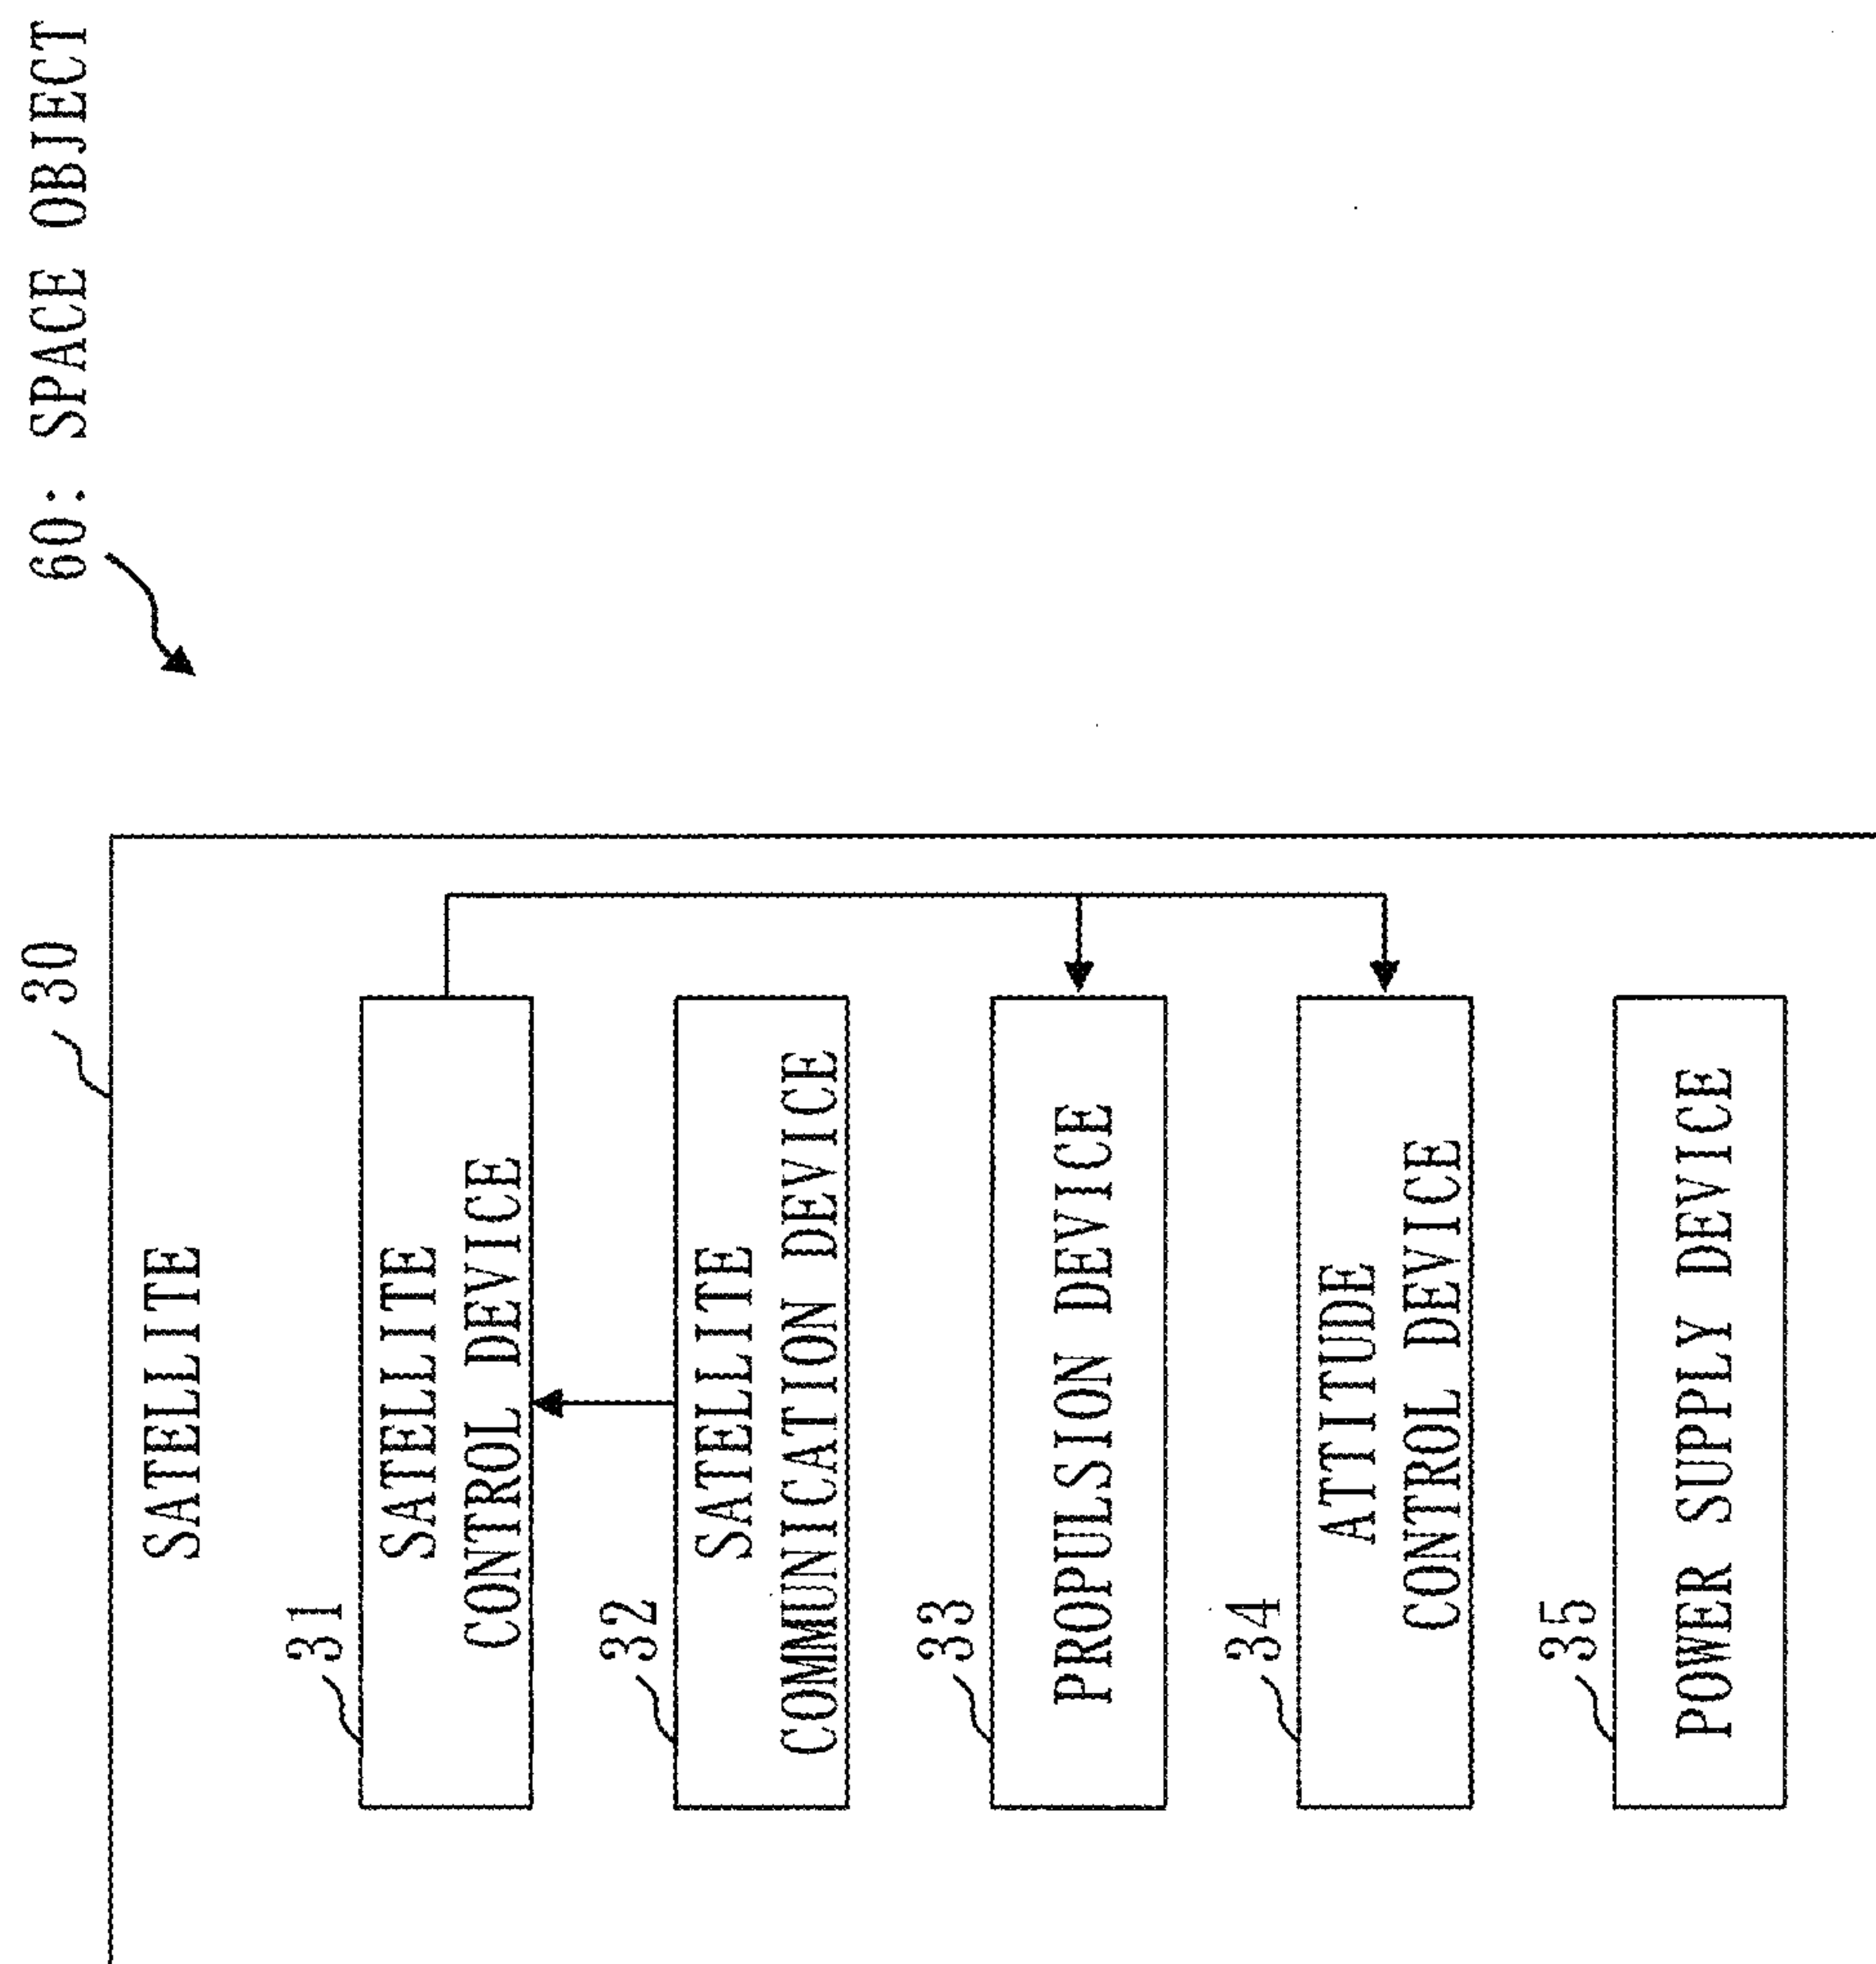 60: SPACE OBJECT
30
SATELLITE
31
SATELLITE
CONTROL DEVICE
32
SATELLITE
COMMUNICATION DEVICE
33
PROPULSION DEVICE
34
ATTITUDE
CONTROL DEVICE
35
POWER SUPPLY DEVICE